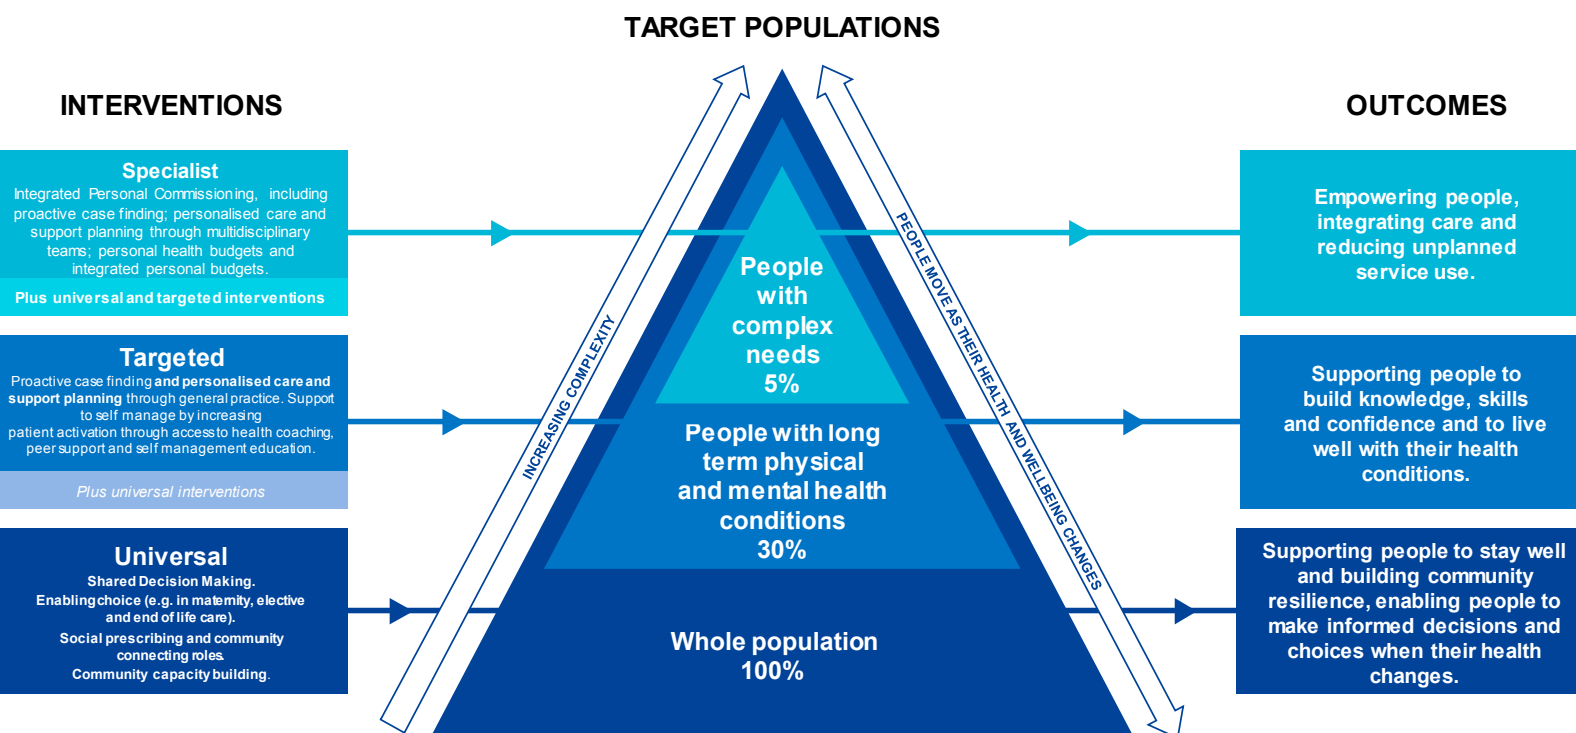 TARGET POPULATIONS
INTERVENTIONS
OUTCOMES
Specialist
Integrated Personal Commissioning, including
proactive case finding; personalised care and
support planning through multidisciplinary
teams; personal health budgets and
integrated personal budgets.
Plus universal and targeted interventions
Targeted
Proactive case finding and personalised care and
support planning through general practice. Support
to self manage by increasing
patient activation through access to health coaching,
peer support and self management education.
Plus universal interventions
Universal
Shared Decision Making.
Enabling choice (e.g. in maternity, elective
and end of life care).
Social prescribing and community
connecting roles.
Community capacity building.
INCREASING COMPLEXITY
People
with
complex
needs
5%
People with long
term physical
and mental health
conditions
30%
Whole population
100%
PEOPLE MOVE AS THEIR HEALTH AND WELLBEING CHANGES
Empowering people,
integrating care and
reducing unplanned
service use.
Supporting people to
build knowledge, skills
and confidence and to live
well with their health
conditions.
Supporting people to stay well
and building community
resilience, enabling people to
make informed decisions and
choices when their health
changes.